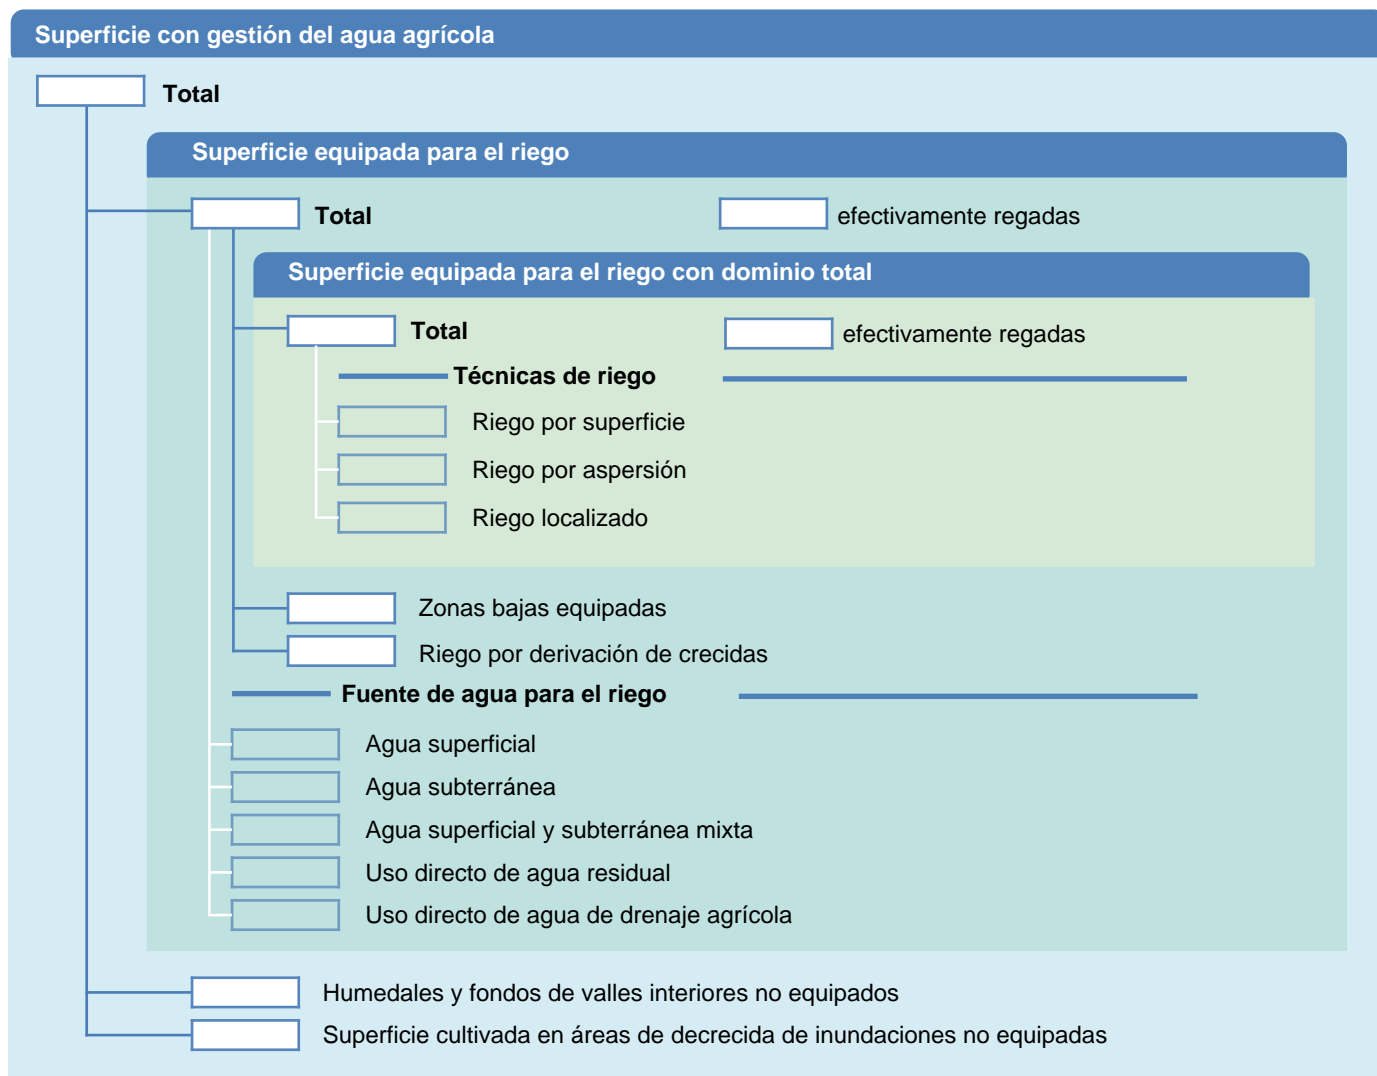 Superficie con gestión del agua agrícola
Total
Superficie equipada para el riego
Total
efectivamente regadas
Superficie equipada para el riego con dominio total
Total
efectivamente regadas
Técnicas de riego
Riego por superficie
Riego por aspersión
Riego localizado
Zonas bajas equipadas
Riego por derivación de crecidas
Fuente de agua para el riego
Agua superficial
Agua subterránea
Agua superficial y subterránea mixta
Uso directo de agua residual
Uso directo de agua de drenaje agrícola
Humedales y fondos de valles interiores no equipados
Superficie cultivada en áreas de decrecida de inundaciones no equipadas